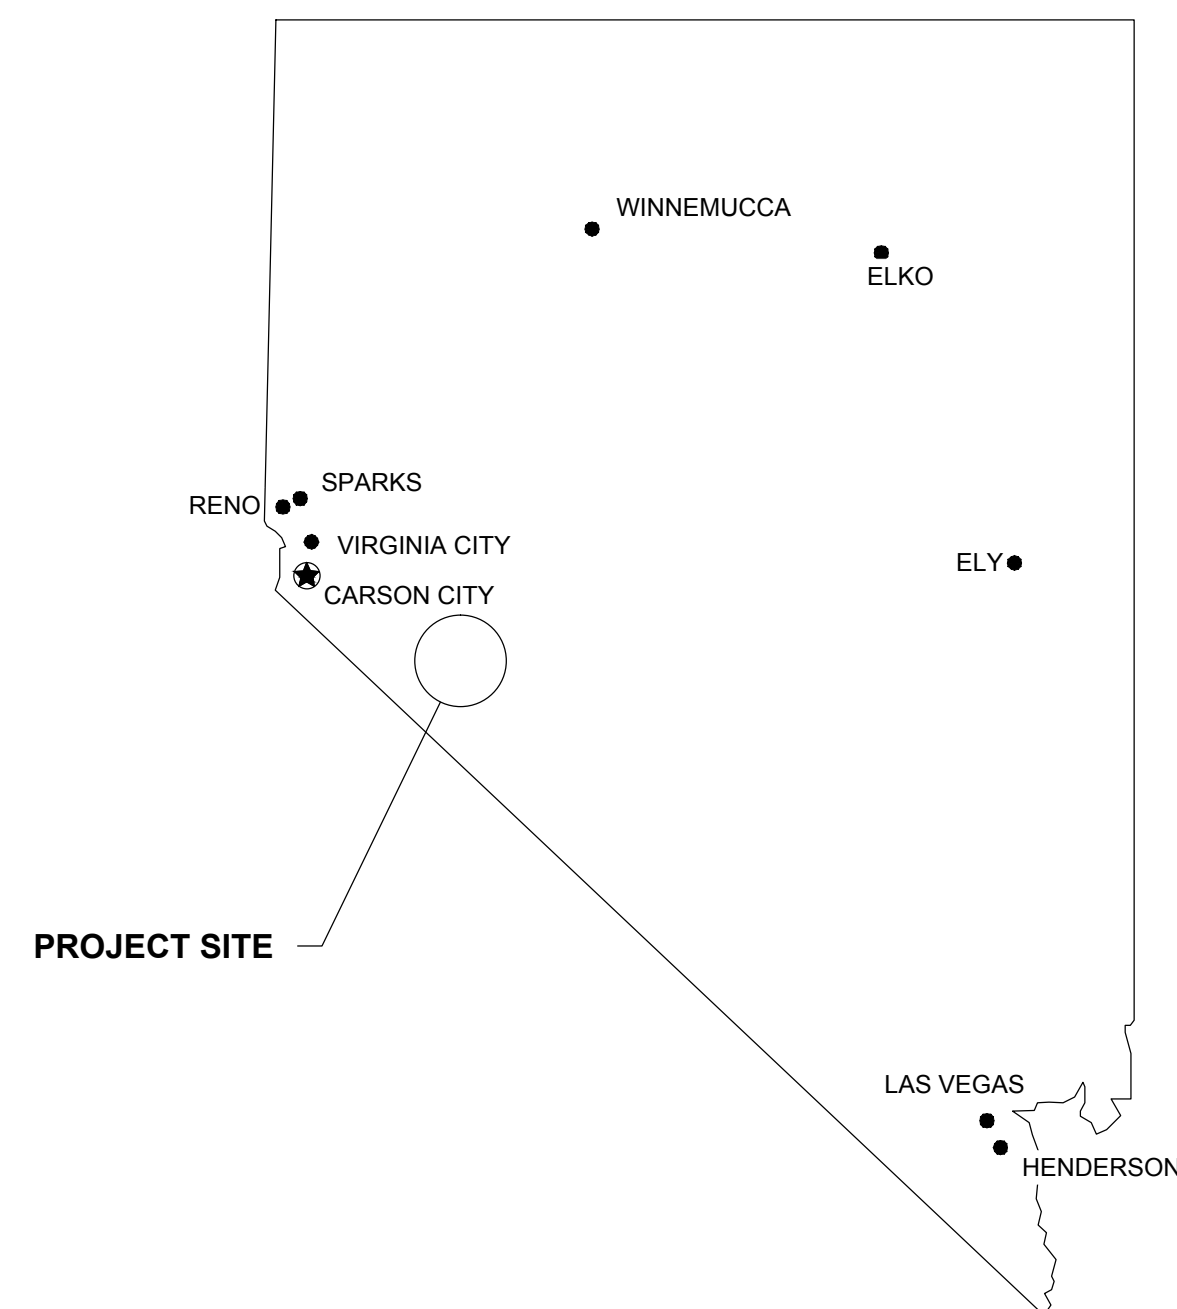 WINNEMUCCA
ELKO
SPARKS
RENO
VIRGINIA CITY
ELY
CARSON CITY
PROJECT SITE
LAS VEGAS
HENDERSON